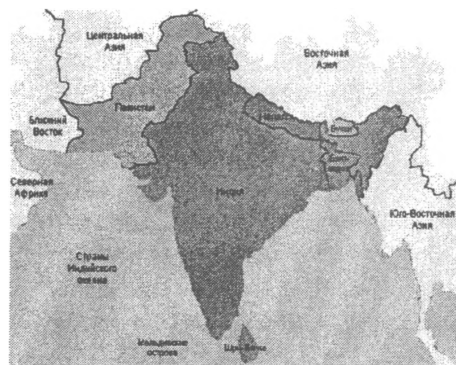 Центральная
Азия
Восточная
Азия
Пакистан
Ближний
Восток
Непал
Бутан
Северная
Африка
Индия
Юго-Восточная
Азия
Страны
Индийского
океана
Мальдивские
острова
Шри-Ланка